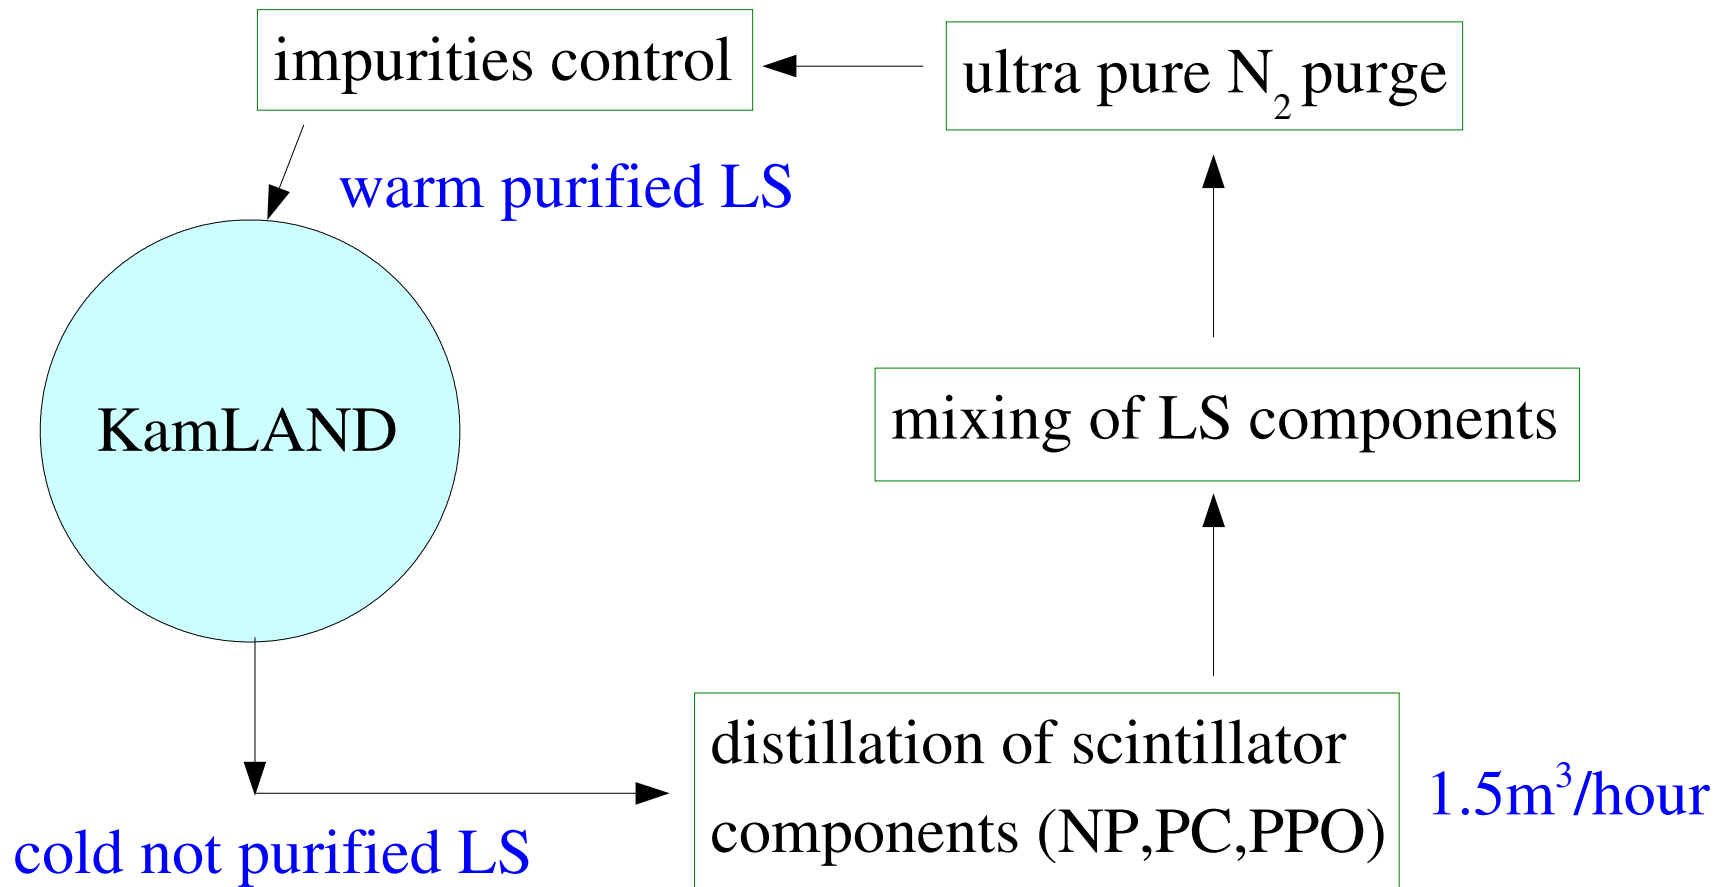 impurities control
ultra pure N₂ purge
warm purified LS
KamLAND
mixing of LS components
distillation of scintillator
components (NP,PC,PPO)
1.5m³/hour
cold not purified LS